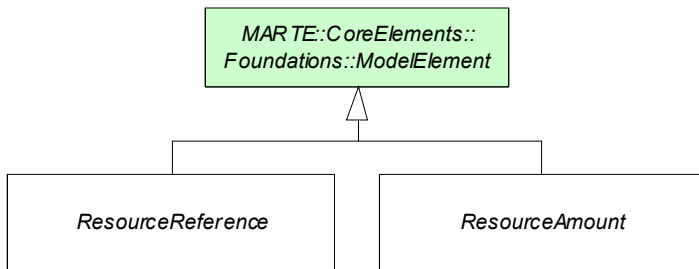 MARTE::CoreElements::
Foundations::ModelElement
ResourceReference
ResourceAmount